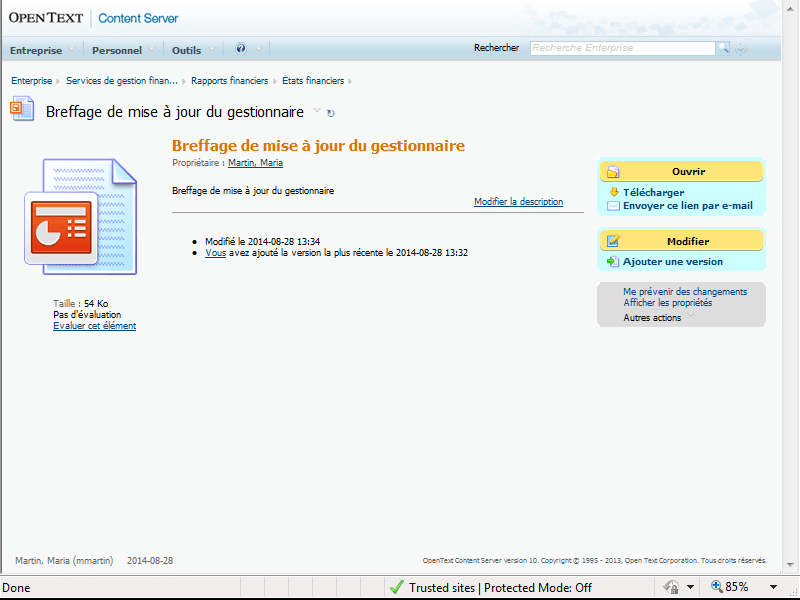 OPEN TEXT Content Server
Entreprise Personnel Outils Rechercher Recherche Enterprise
Enterprise Services de gestion finan... Rapports financiers États financiers
Breffage de mise à jour du gestionnaire
Breffage de mise à jour du gestionnaire
Propriétaire : Martin, Maria
Breffage de mise à jour du gestionnaire
Modifier la description
Modifié le 2014-08-28 13:34
Vous avez ajouté la version la plus récente le 2014-08-28 13:32
Taille : 54 Ko
Pas d'évaluation
Evaluer cet élément
Ouvrir
Télécharger
Envoyer ce lien par e-mail
Modifier
Ajouter une version
Me prévenir des changements
Afficher les propriétés
Autres actions
Martin, Maria (mmartin) 2014-08-28 OpenText Content Server version 10. Copyright © 1995 - 2013, Open Text Corporation. Tous droits réservés.
Done Trusted sites | Protected Mode: Off 85%